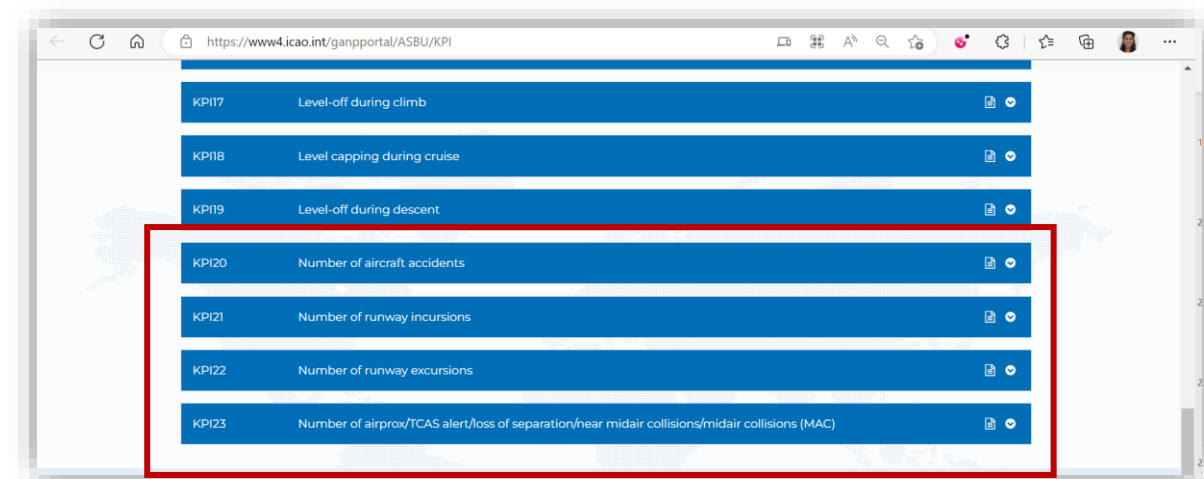 https://www4.icao.int/ganpportal/ASBU/KPI
KPI17 Level-off during climb
KPI18 Level capping during cruise
KPI19 Level-off during descent
KPI20 Number of aircraft accidents
KPI21 Number of runway incursions
KPI22 Number of runway excursions
KPI23 Number of airprox/TCAS alert/loss of separation/near midair collisions/midair collisions (MAC)